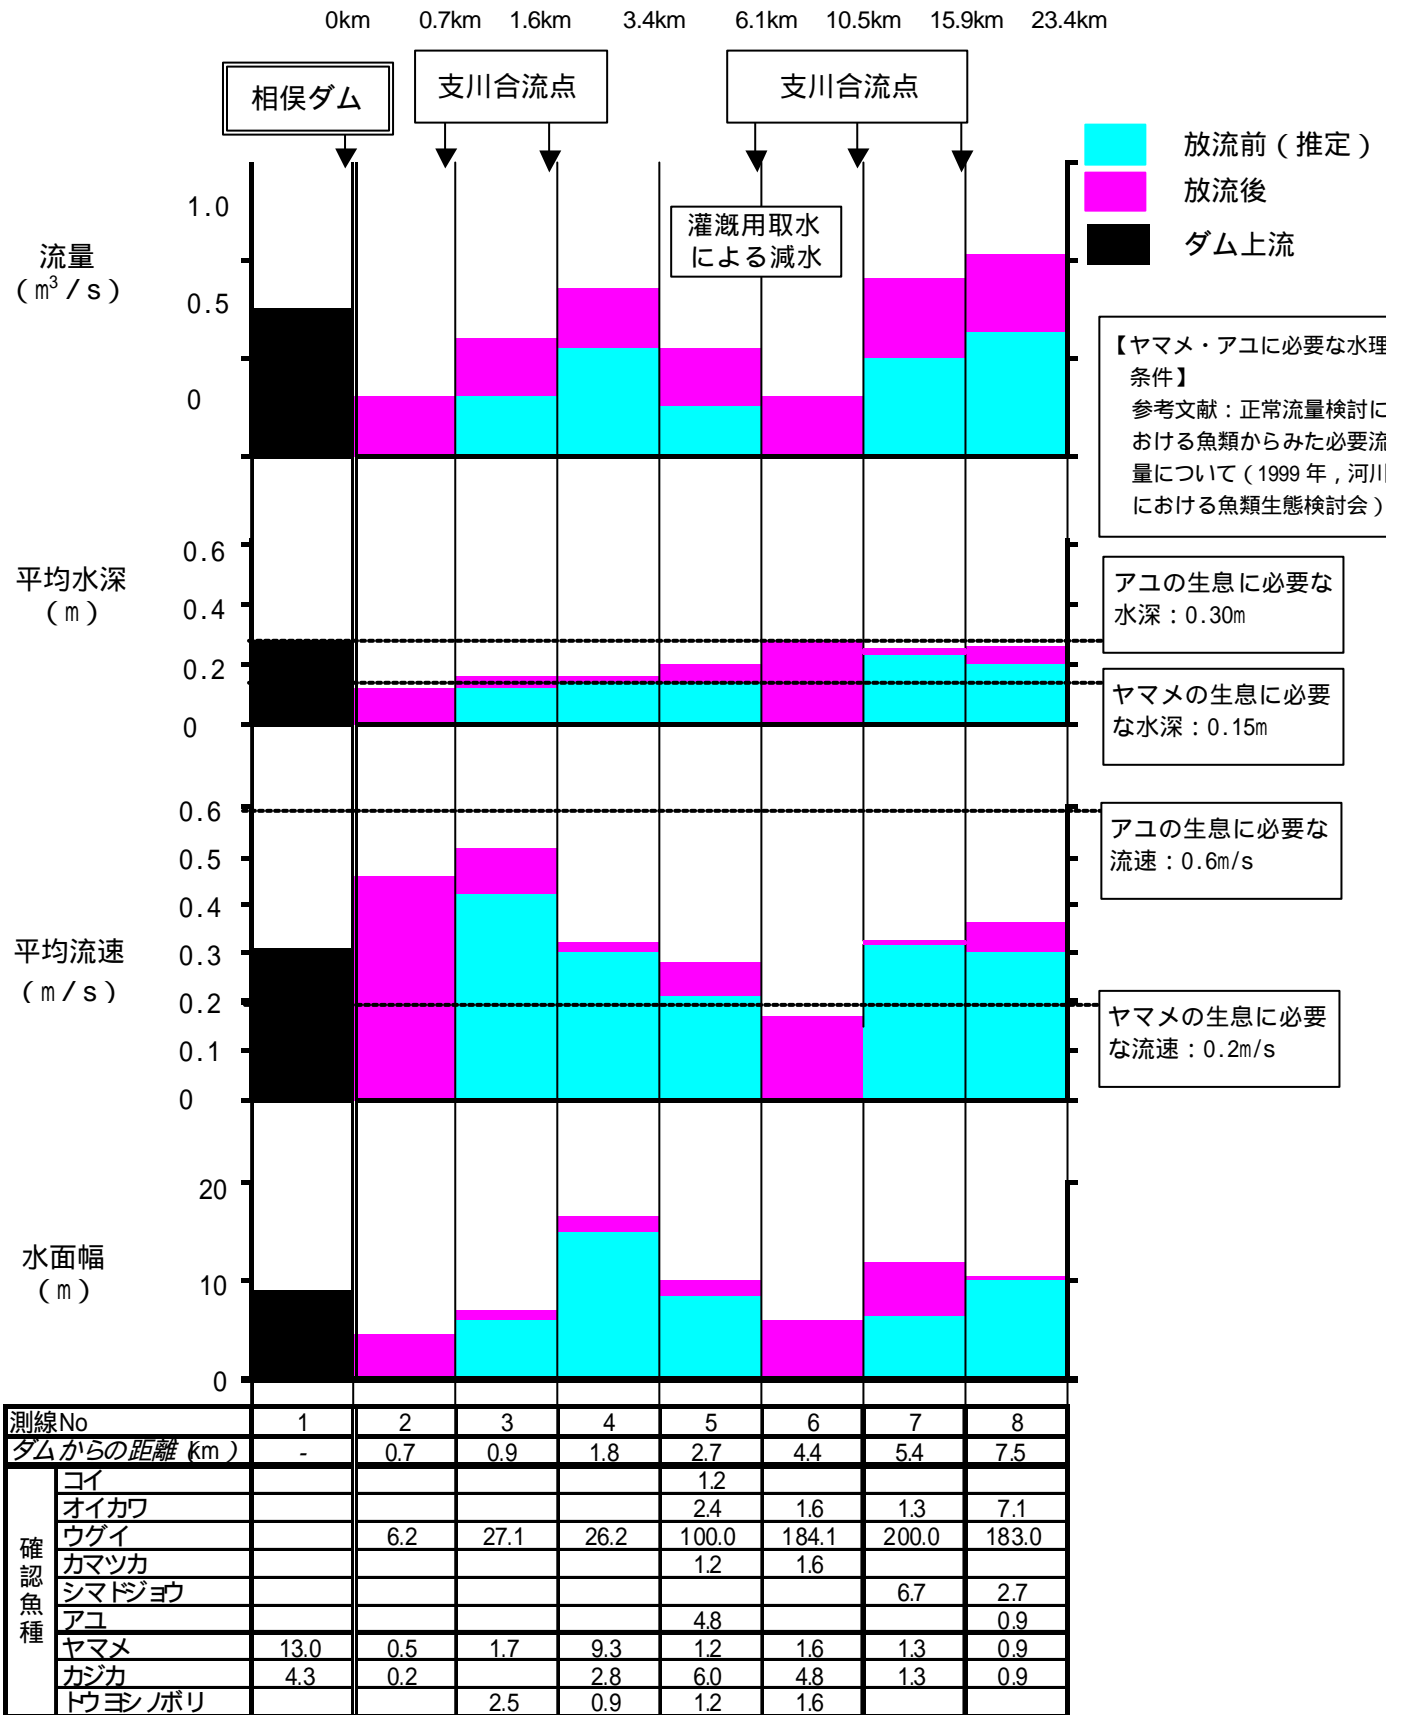 0km 0.7km 1.6km 3.4km 6.1km 10.5km 15.9km 23.4km
相俣ダム
支川合流点
支川合流点
放流前（推定）
放流後
ダム上流
灌漑用取水
による減水
流量
（m³/s）
1.0
0.5
0
【ヤマメ・アユに必要な水理
条件】
参考文献：正常流量検討に
おける魚類からみた必要流
量について（1999年，河川
における魚類生態検討会）
平均水深
（m）
0.6
0.4
0.2
0
アユの生息に必要な
水深：0.30m
ヤマメの生息に必要
な水深：0.15m
平均流速
（m/s）
0.6
0.5
0.4
0.3
0.2
0.1
0
アユの生息に必要な
流速：0.6m/s
ヤマメの生息に必要
な流速：0.2m/s
水面幅
（m）
20
10
0
測線No 1 2 3 4 5 6 7 8
ダムからの距離（km） - 0.7 0.9 1.8 2.7 4.4 5.4 7.5
確認魚種
コイ 1.2
オイカワ 2.4 1.6 1.3 7.1
ウグイ 6.2 27.1 26.2 100.0 184.1 200.0 183.0
カマツカ 1.2 1.6
シマドジョウ 6.7 2.7
アユ 4.8 0.9
ヤマメ 13.0 0.5 1.7 9.3 1.2 1.6 1.3 0.9
カジカ 4.3 0.2 2.8 6.0 4.8 1.3 0.9
トウヨシノボリ 2.5 0.9 1.2 1.6